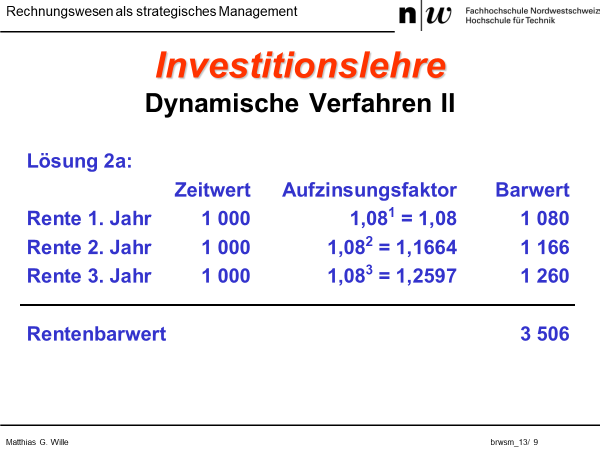 Rechnungswesen als strategisches Management
n|w Fachhochschule Nordwestschweiz
Hochschule für Technik
Investitionslehre
Dynamische Verfahren II
Lösung 2a:
Zeitwert Aufzinsungsfaktor Barwert
Rente 1. Jahr 1 000 1,08¹ = 1,08 1 080
Rente 2. Jahr 1 000 1,08² = 1,1664 1 166
Rente 3. Jahr 1 000 1,08³ = 1,2597 1 260
Rentenbarwert 3 506
Matthias G. Wille brwsm_13/ 9